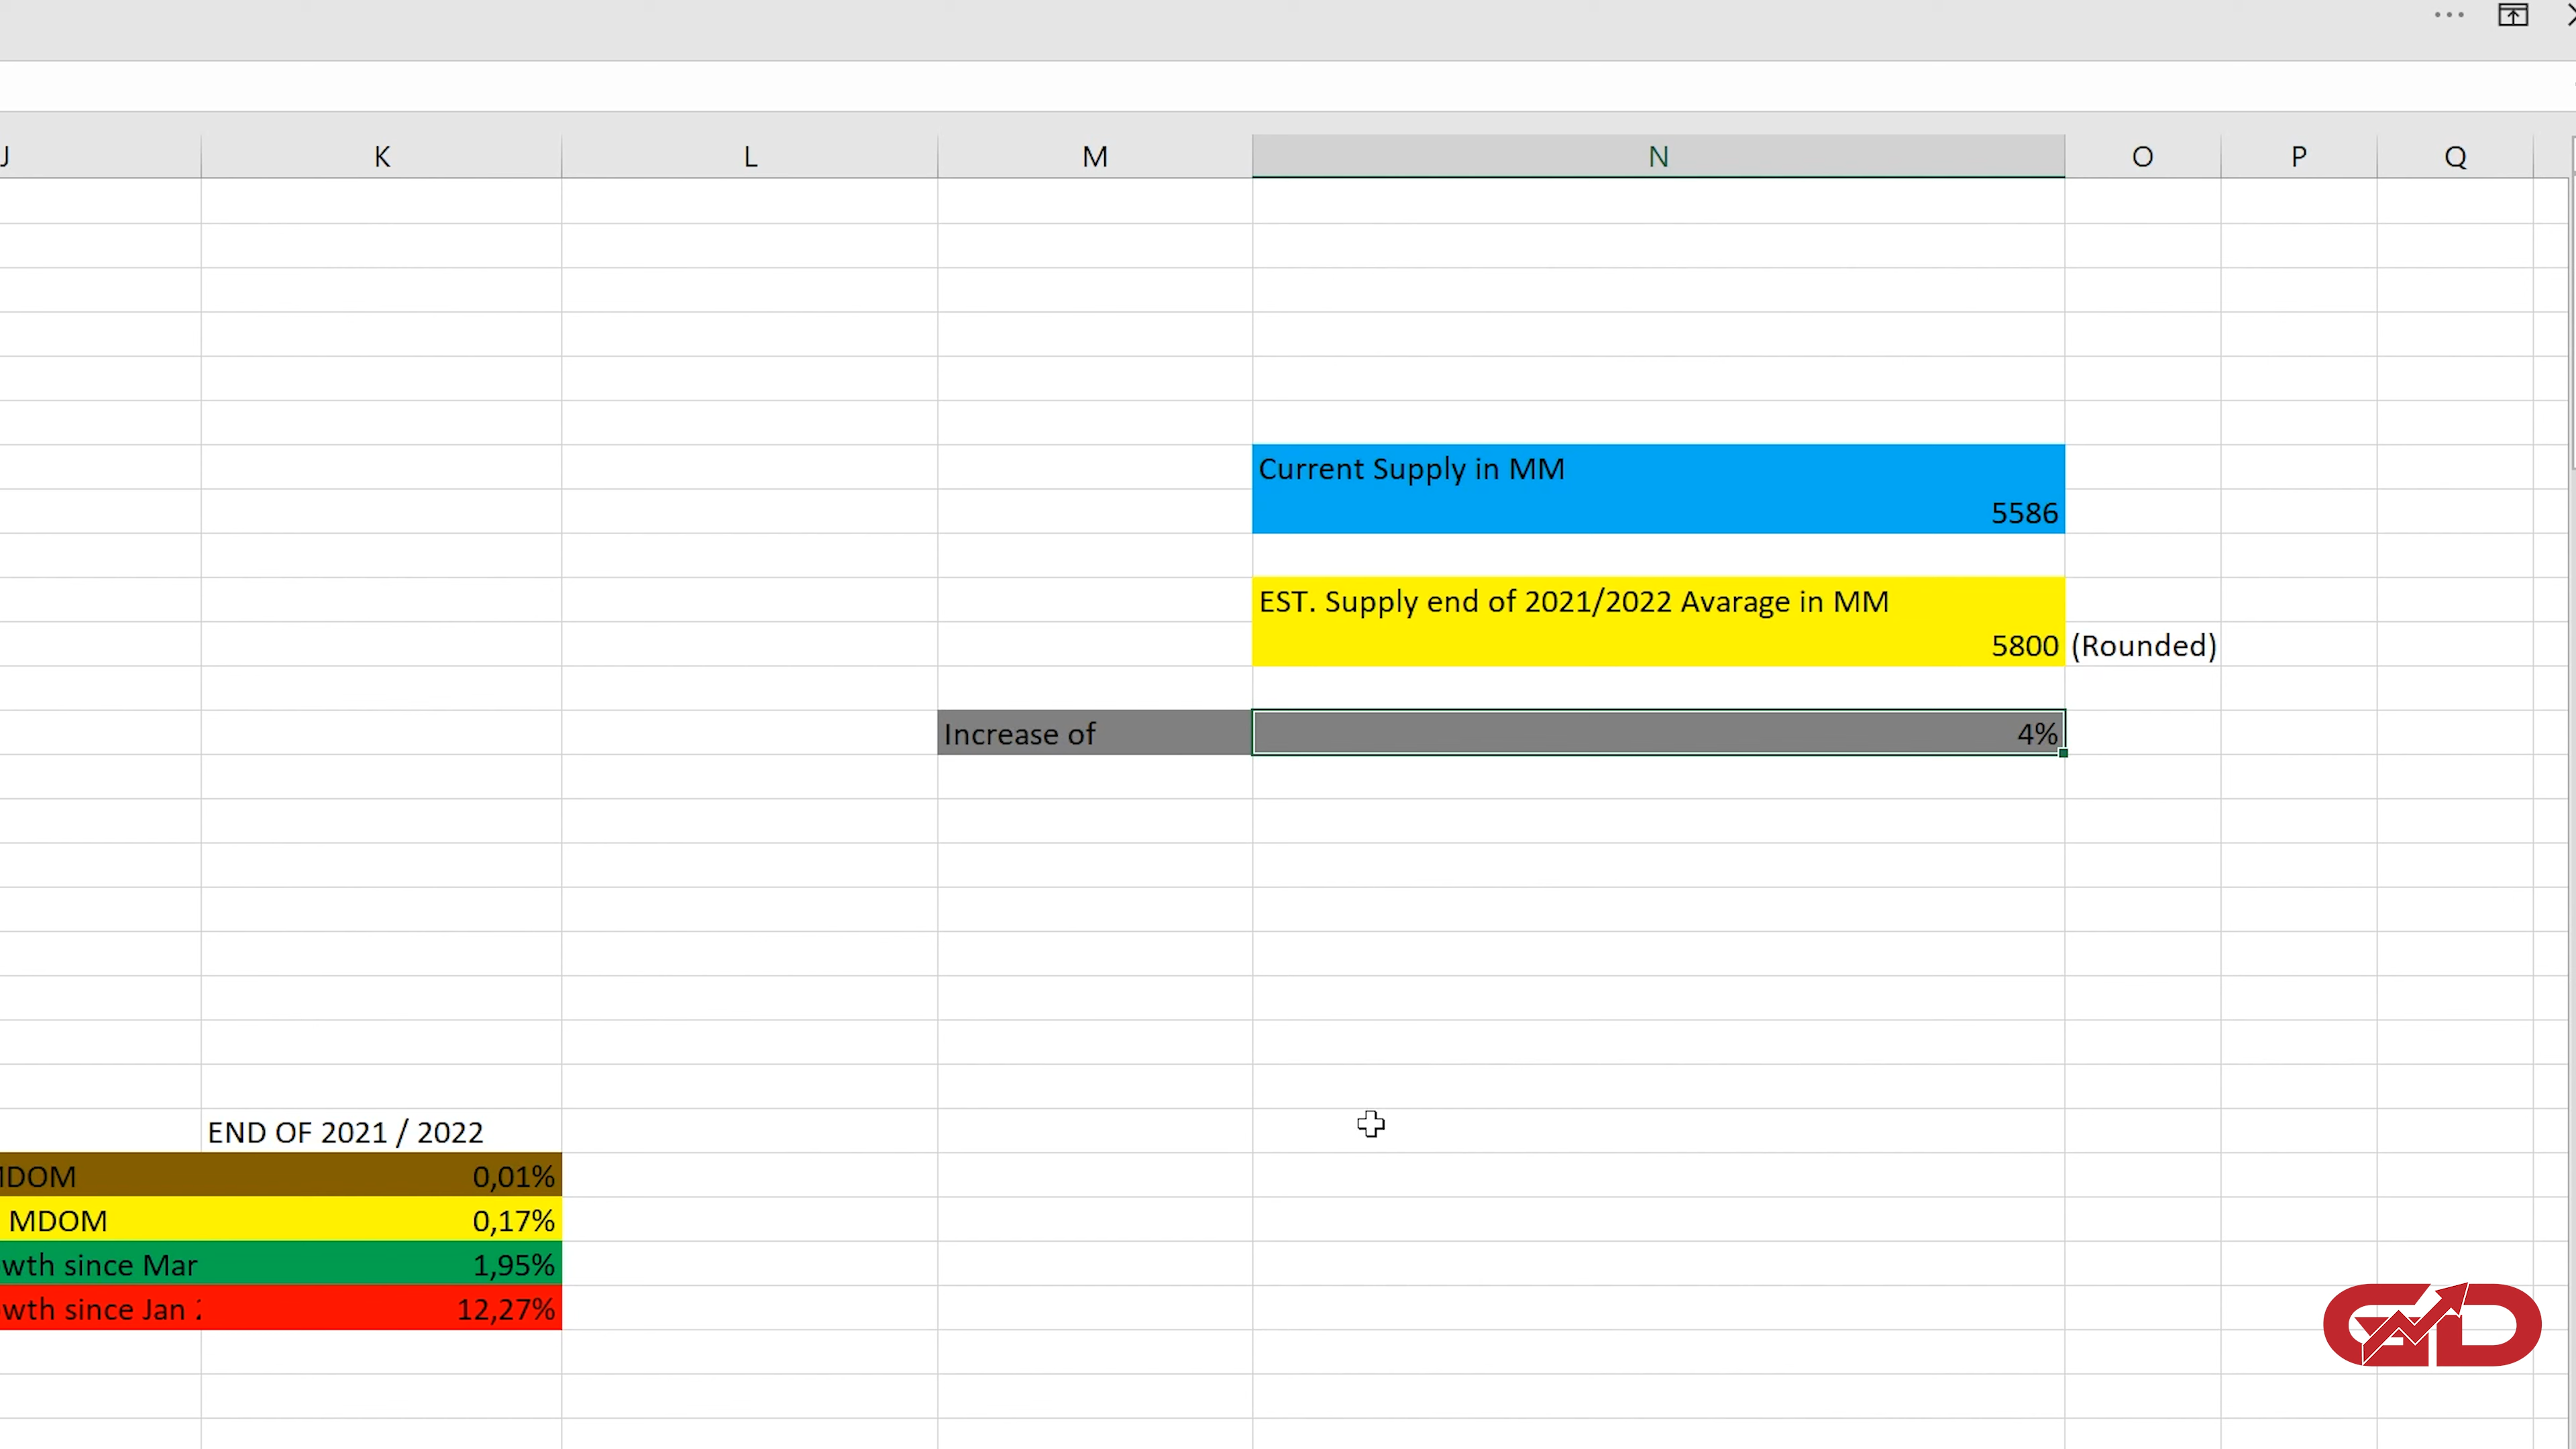 J K L M N O P Q
Current Supply in MM
5586
EST. Supply end of 2021/2022 Avarage in MM
5800 (Rounded)
Increase of 4%
END OF 2021 / 2022
MDOM 0,01%
MDOM 0,17%
wth since Mar 1,95%
wth since Jan 12,27%
GD